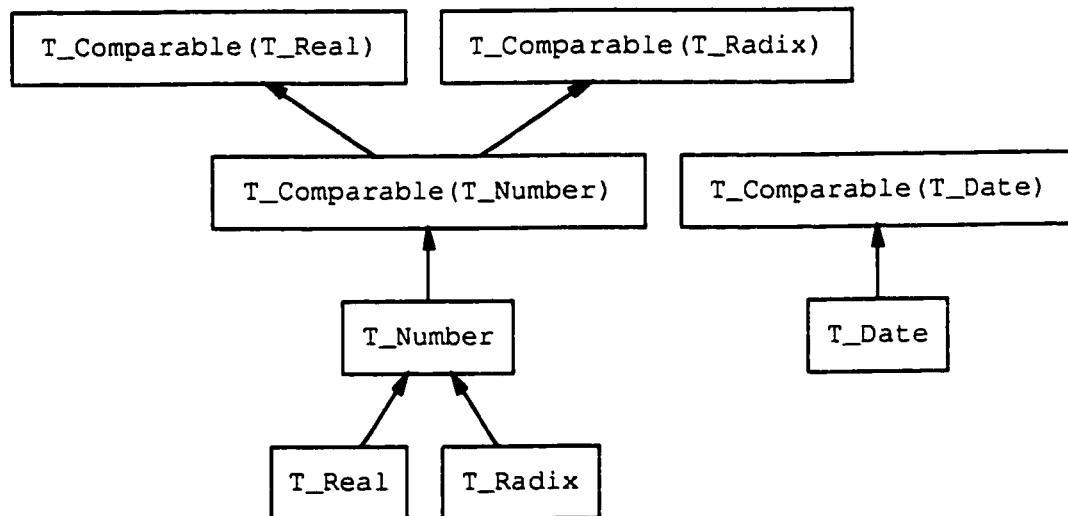 T_Comparable(T_Real)
T_Comparable(T_Radix)
T_Comparable(T_Number)
T_Comparable(T_Date)
T_Number
T_Date
T_Real
T_Radix